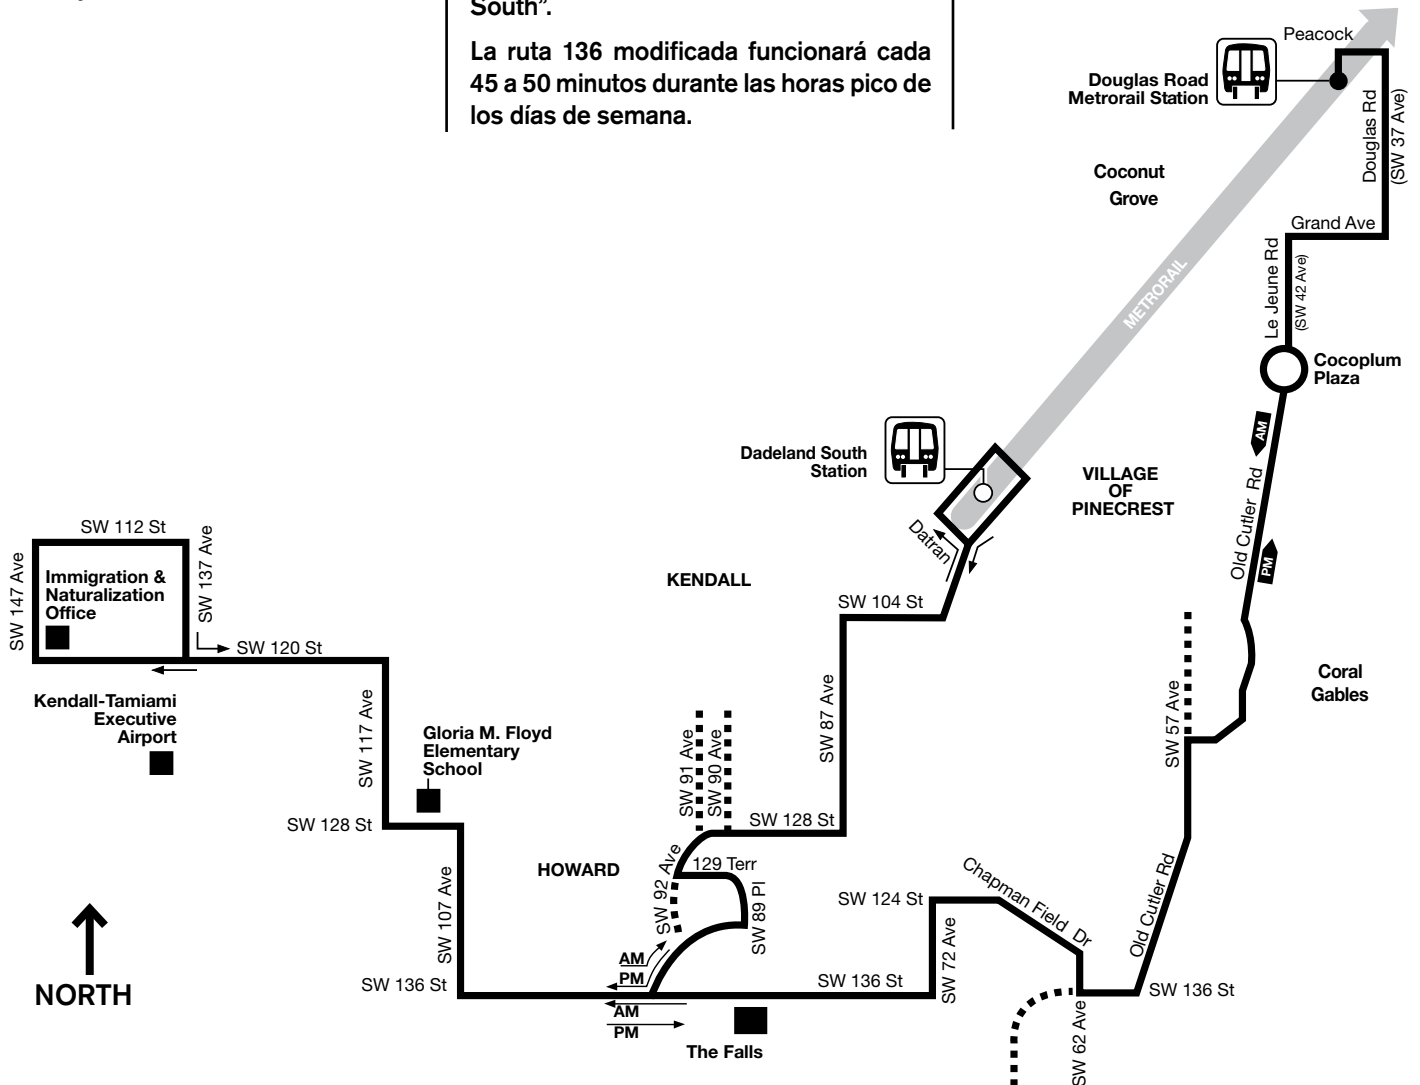 South”.
La ruta 136 modificada funcionará cada
45 a 50 minutos durante las horas pico de
los días de semana.
Peacock
Douglas Road
Metrorail Station
Douglas Rd
(SW 37 Ave)
Coconut
Grove
Grand Ave
Le Jeune Rd
(SW 42 Ave)
METRORAIL
Cocoplum
Plaza
AM
Dadeland South
Station
VILLAGE
OF
PINECREST
Old Cutler Rd
PM
Datran
SW 112 St
SW 147 Ave
SW 137 Ave
Immigration &
Naturalization
Office
KENDALL
SW 104 St
SW 120 St
Coral
Gables
Kendall-Tamiami
Executive
Airport
SW 117 Ave
Gloria M. Floyd
Elementary
School
SW 91 Ave
SW 90 Ave
SW 87 Ave
SW 57 Ave
SW 128 St
SW 128 St
HOWARD
SW 92 Ave
129 Terr
SW 89 Pl
SW 107 Ave
SW 124 St
Chapman Field Dr
Old Cutler Rd
SW 72 Ave
NORTH
AM
PM
SW 136 St
SW 136 St
SW 136 St
AM
PM
The Falls
SW 62 Ave